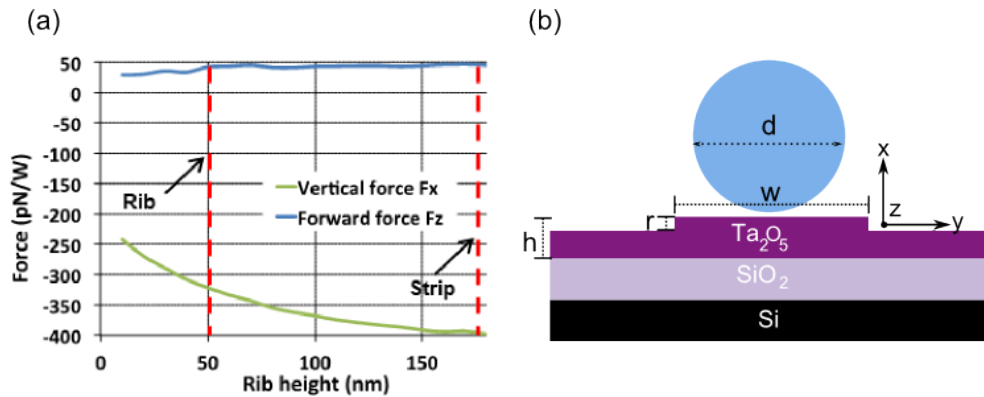 (a)
(b)
50
0
-50
-100
-150
-200
-250
-300
-350
-400
Force (pN/W)
0
50
100
150
Rib height (nm)
Rib
Vertical force Fx
Forward force Fz
Strip
d
w
h
x
z
y
Ta₂O₅
SiO₂
Si